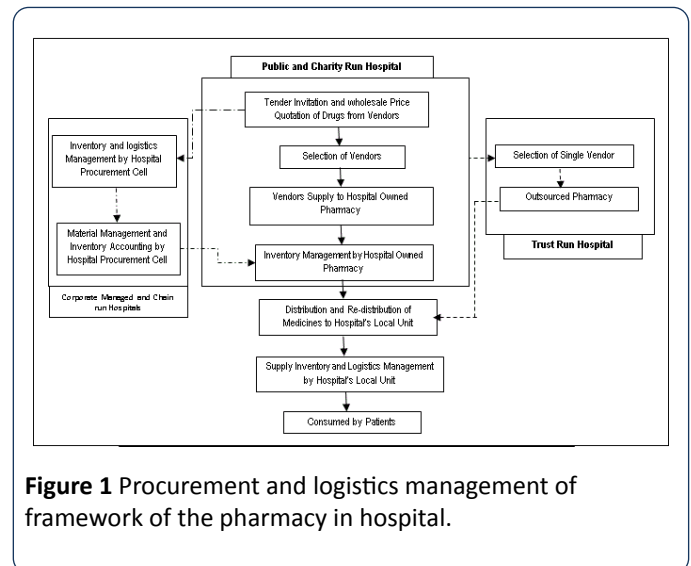 Public and Charity Run Hospital
Tender Invitation and wholesale Price
Quotation of Drugs from Vendors
Selection of Vendors
Vendors Supply to Hospital Owned
Pharmacy
Inventory Management by Hospital Owned
Pharmacy
Inventory and logistics
Management by Hospital
Procurement Cell
Material Management and
Inventory Accounting by
Hospital Procurement Cell
Corporate Managed and Chain
run Hospitals
Selection of Single Vendor
Outsourced Pharmacy
Trust Run Hospital
Distribution and Re-distribution of
Medicines to Hospital's Local Unit
Supply Inventory and Logistics Management
by Hospital's Local Unit
Consumed by Patients
Figure 1 Procurement and logistics management of
framework of the pharmacy in hospital.